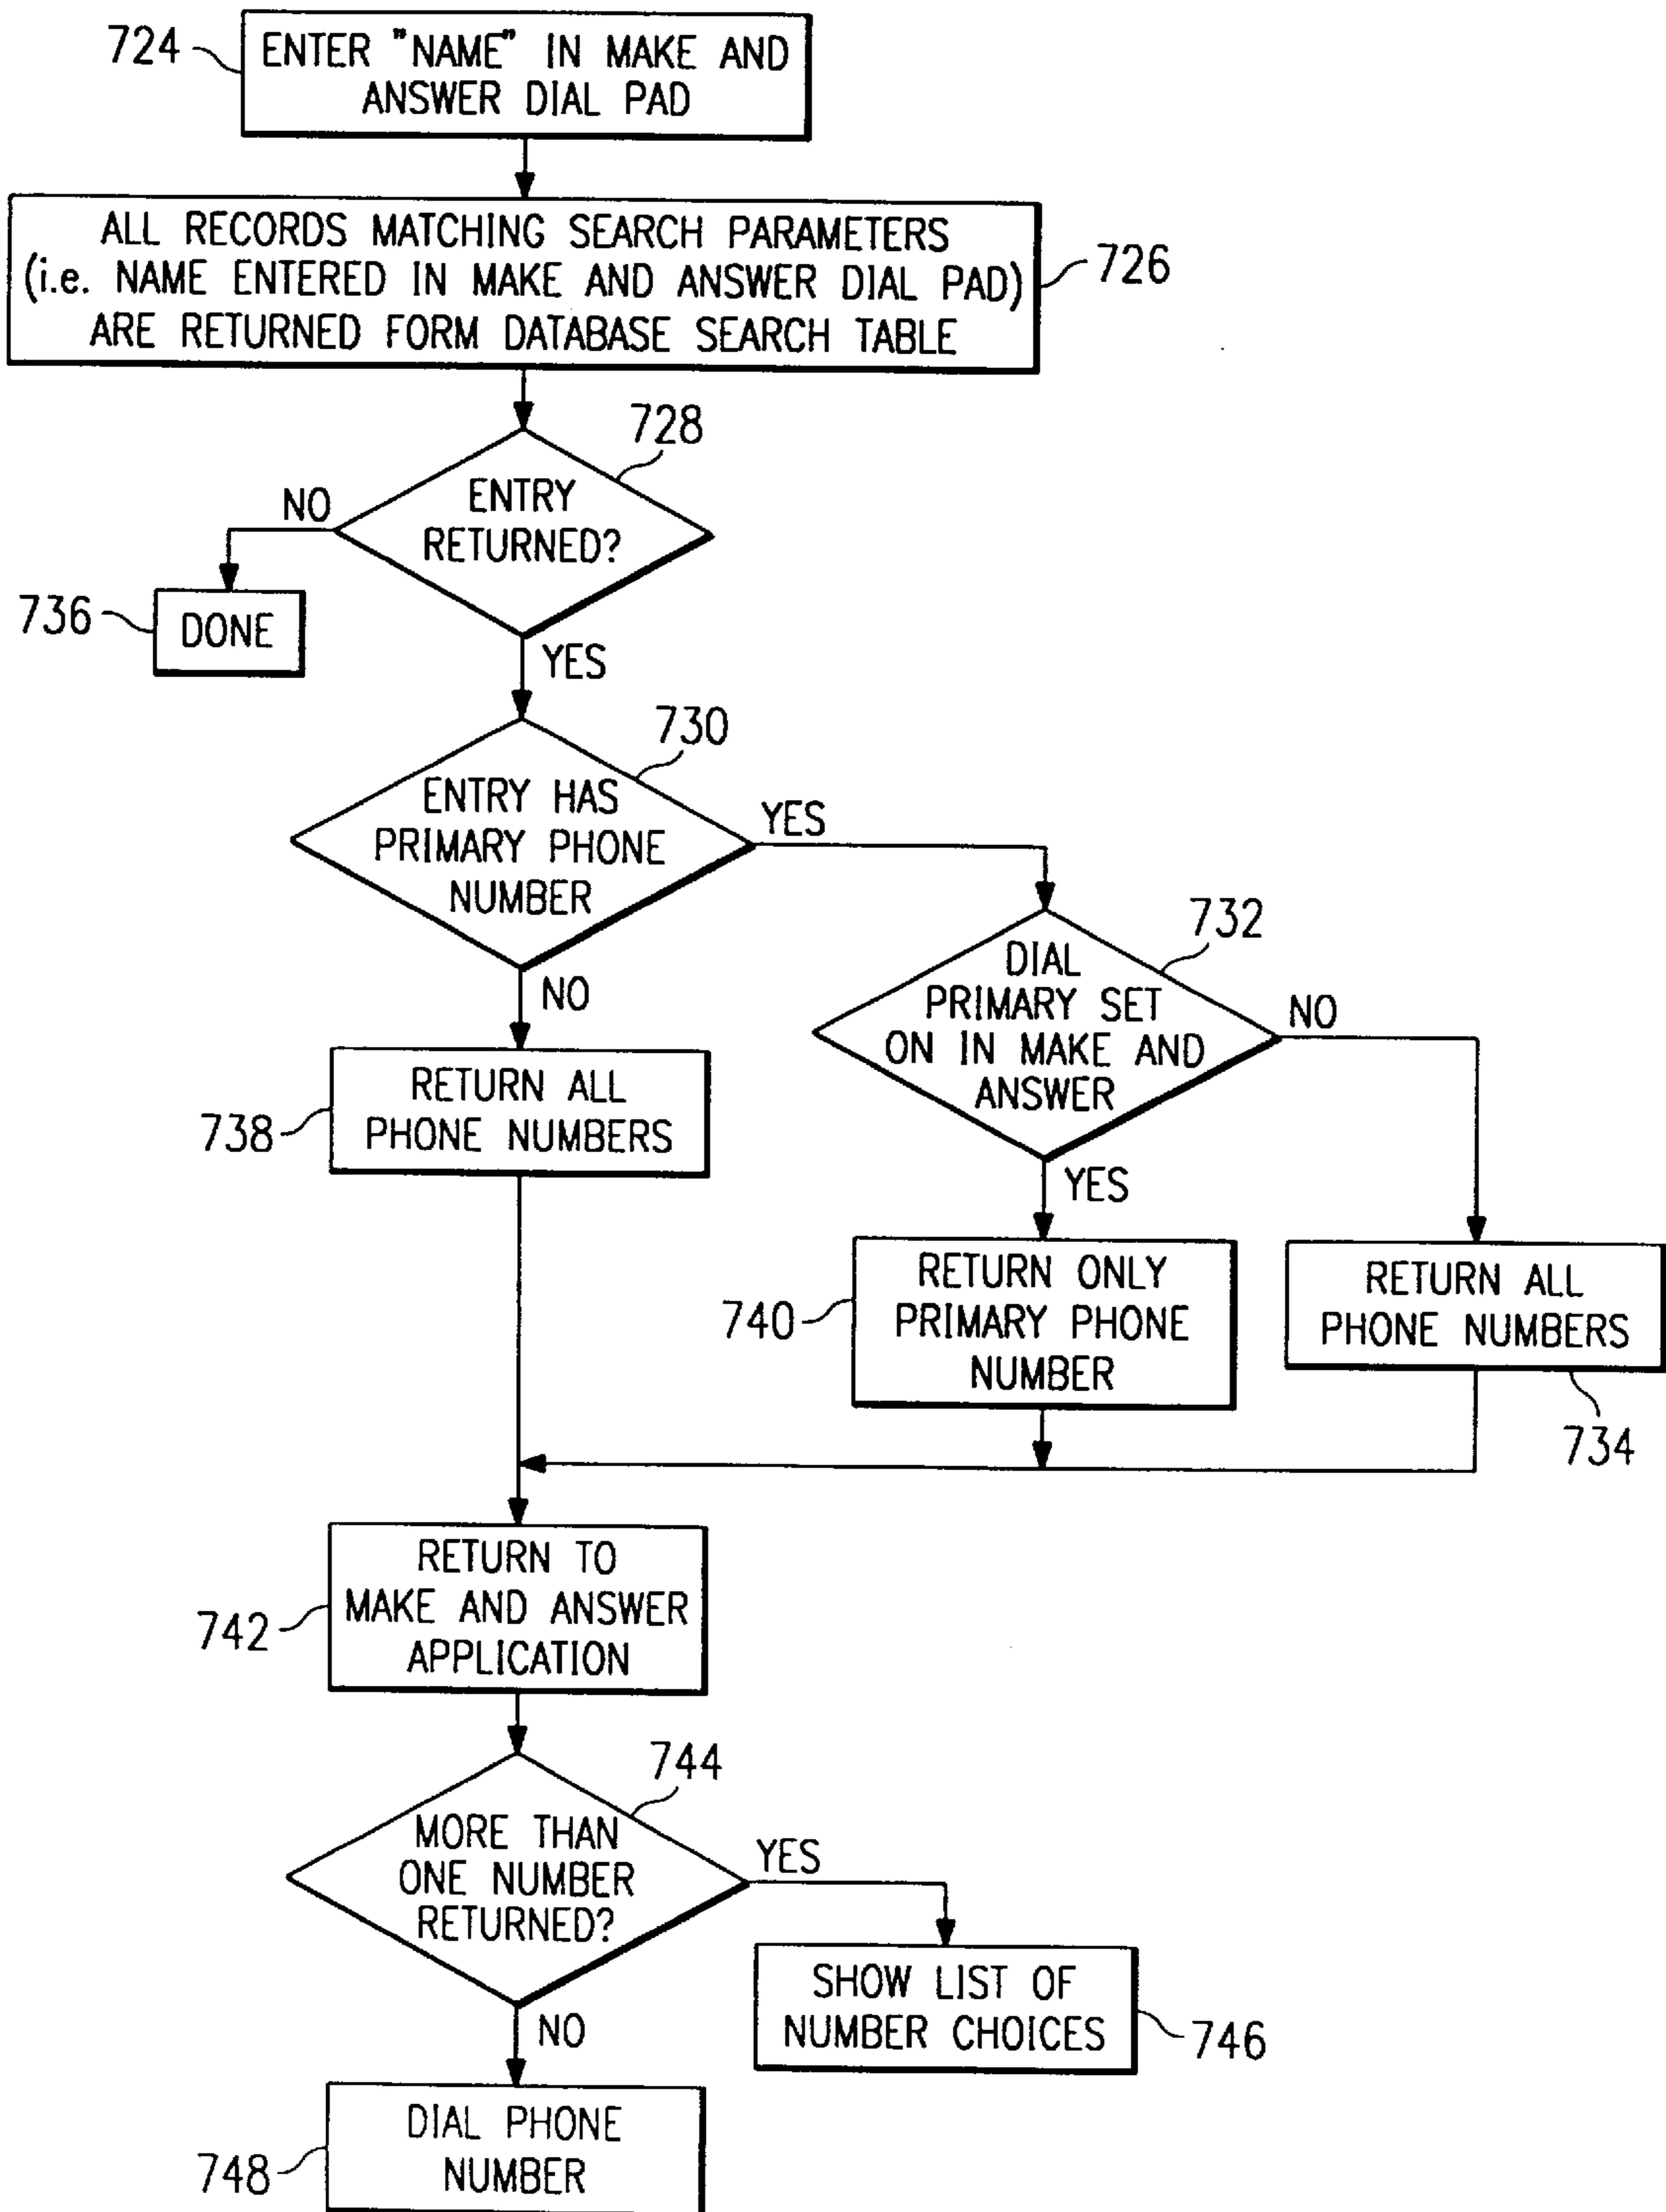 724
ENTER "NAME" IN MAKE AND
ANSWER DIAL PAD
ALL RECORDS MATCHING SEARCH PARAMETERS
(i.e. NAME ENTERED IN MAKE AND ANSWER DIAL PAD)
ARE RETURNED FORM DATABASE SEARCH TABLE
726
728
ENTRY
RETURNED?
NO
736
DONE
YES
730
ENTRY HAS
PRIMARY PHONE
NUMBER
YES
732
DIAL
PRIMARY SET
ON IN MAKE AND
ANSWER
NO
NO
738
RETURN ALL
PHONE NUMBERS
YES
740
RETURN ONLY
PRIMARY PHONE
NUMBER
RETURN ALL
PHONE NUMBERS
734
742
RETURN TO
MAKE AND ANSWER
APPLICATION
744
MORE THAN
ONE NUMBER
RETURNED?
YES
SHOW LIST OF
NUMBER CHOICES
746
NO
748
DIAL PHONE
NUMBER